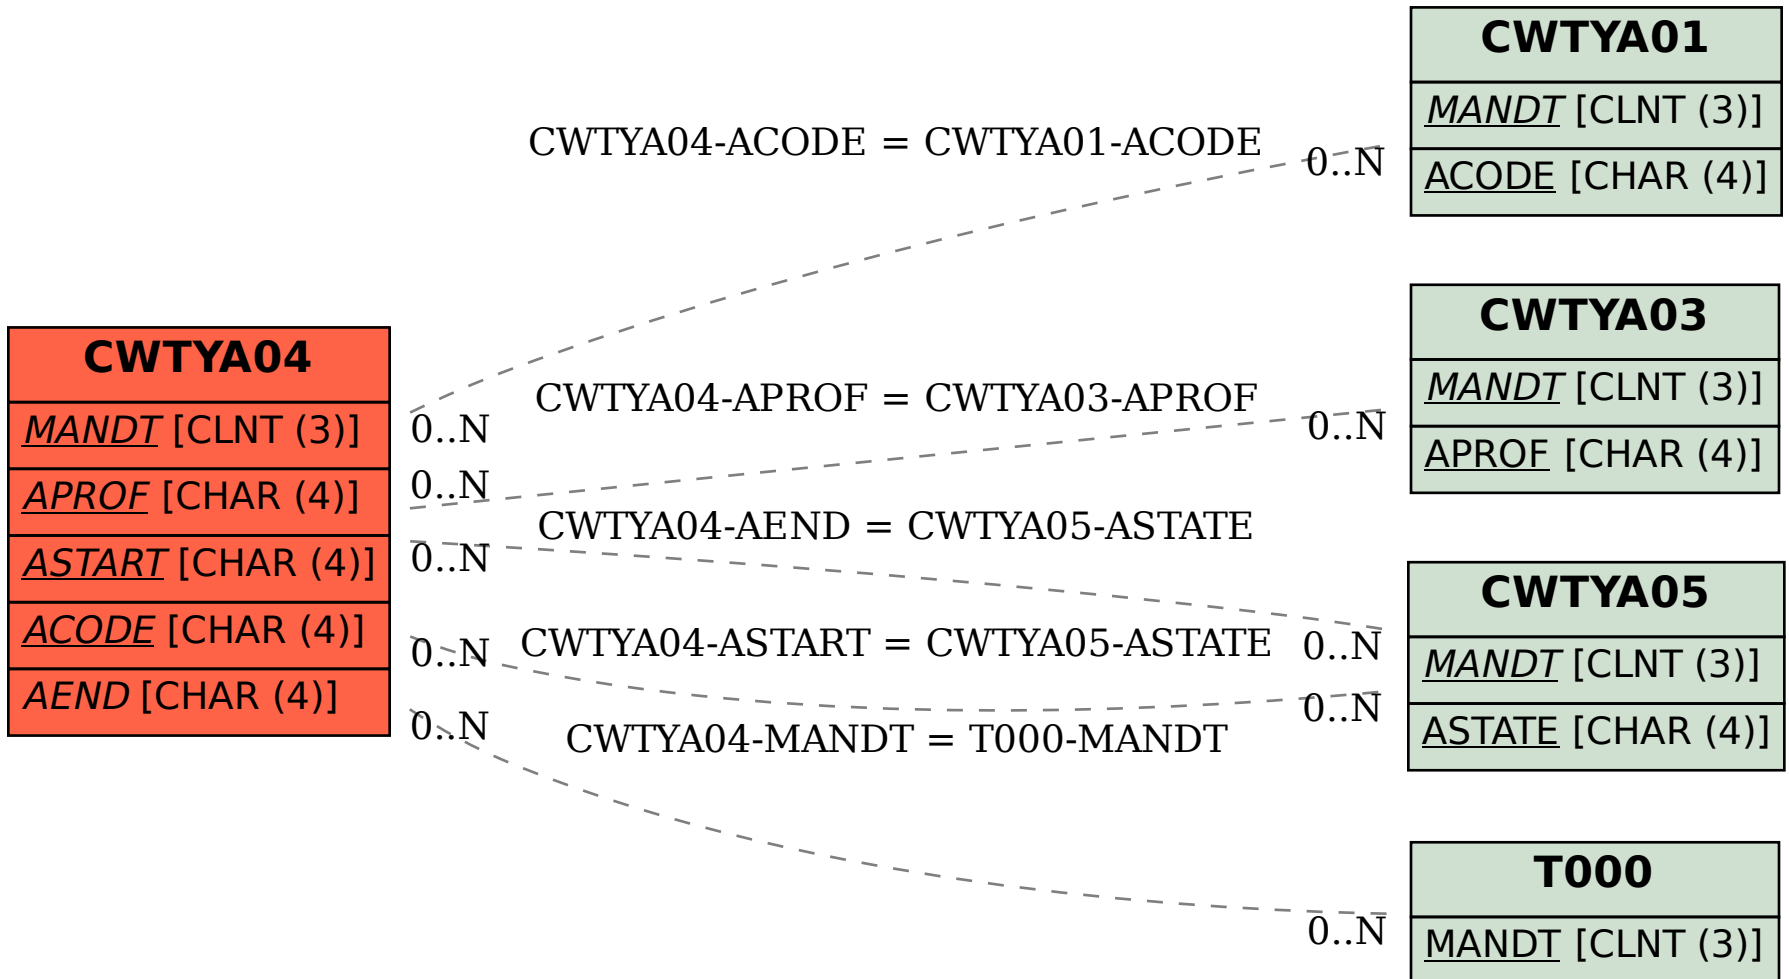 CWTYA04
MANDT [CLNT (3)]
APROF [CHAR (4)]
ASTART [CHAR (4)]
ACODE [CHAR (4)]
AEND [CHAR (4)]
CWTYA04-ACODE = CWTYA01-ACODE
0..N
0..N
CWTYA04-APROF = CWTYA03-APROF
0..N
0..N
CWTYA04-AEND = CWTYA05-ASTATE
0..N
0..N
CWTYA04-ASTART = CWTYA05-ASTATE
0..N
0..N
CWTYA04-MANDT = T000-MANDT
0..N
0..N
CWTYA01
MANDT [CLNT (3)]
ACODE [CHAR (4)]
CWTYA03
MANDT [CLNT (3)]
APROF [CHAR (4)]
CWTYA05
MANDT [CLNT (3)]
ASTATE [CHAR (4)]
T000
MANDT [CLNT (3)]